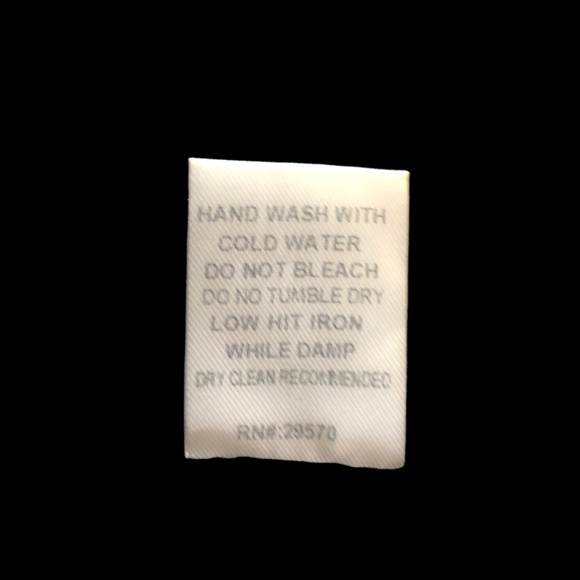 HAND WASH WITH
COLD WATER
DO NOT BLEACH
DO NO TUMBLE DRY
LOW HIT IRON
WHILE DAMP
DRY CLEAN RECOMMENDED
RN#:29570